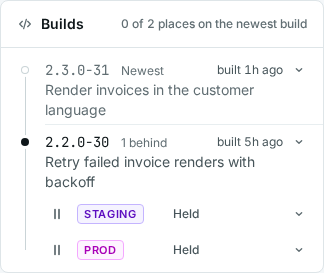 Builds 0 of 2 places on the newest build
2.3.0-31 Newest built 1h ago
Render invoices in the customer
language
2.2.0-30 1 behind built 5h ago
Retry failed invoice renders with
backoff
STAGING Held
PROD Held